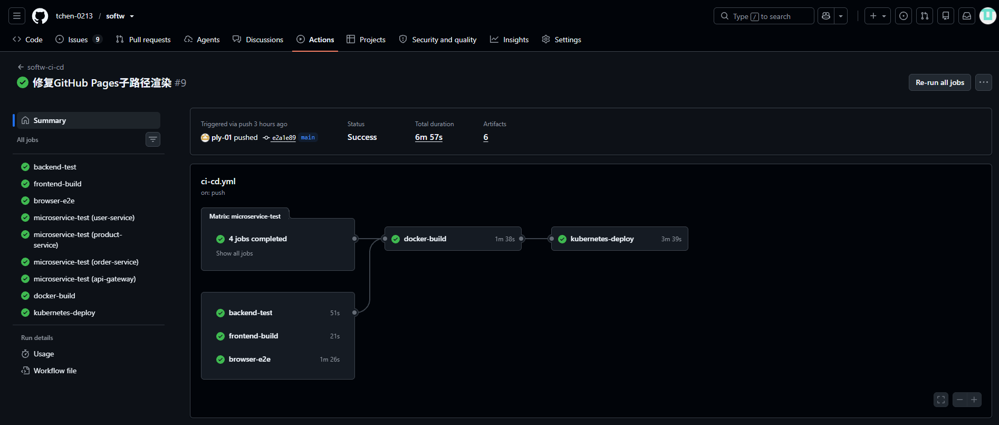 tchen-0213 / softw
Type / to search
Code
Issues 9
Pull requests
Agents
Discussions
Actions
Projects
Security and quality
Insights
Settings
softw-ci-cd
修复GitHub Pages子路径渲染 #9
Re-run all jobs
Summary
All jobs
backend-test
frontend-build
browser-e2e
microservice-test (user-service)
microservice-test (product-
service)
microservice-test (order-service)
microservice-test (api-gateway)
docker-build
kubernetes-deploy
Run details
Usage
Workflow file
Triggered via push 3 hours ago
ply-01 pushed e2a1e89 main
Status
Success
Total duration
6m 57s
Artifacts
6
ci-cd.yml
on: push
Matrix: microservice-test
4 jobs completed
Show all jobs
backend-test 51s
frontend-build 21s
browser-e2e 1m 26s
docker-build 1m 38s
kubernetes-deploy 3m 39s